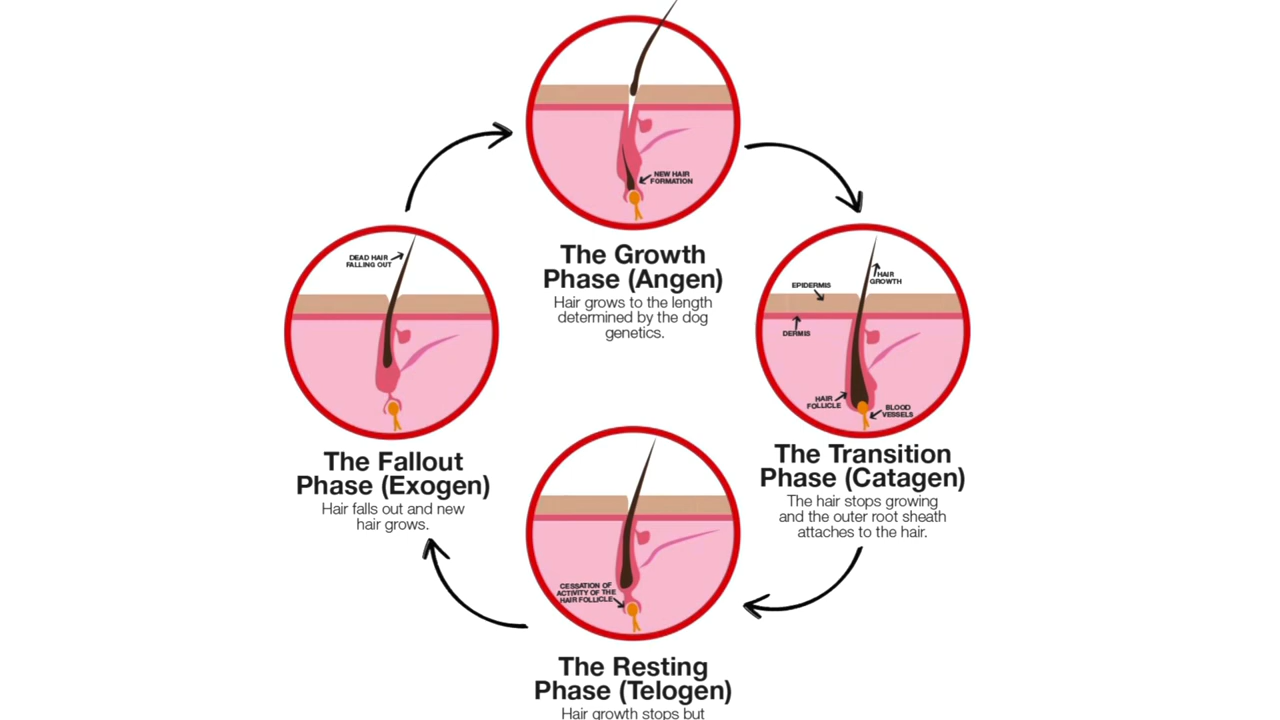 NEW HAIR
FORMATION
The Growth
Phase (Angen)
Hair grows to the length
determined by the dog
genetics.
HAIR
GROWTH
EPIDERMIS
DERMIS
HAIR
FOLLICLE
BLOOD
VESSELS
The Transition
Phase (Catagen)
The hair stops growing
and the outer root sheath
attaches to the hair.
CESSATION OF
ACTIVITY OF THE
HAIR FOLLICLE
The Resting
Phase (Telogen)
Hair growth stops but
DEAD HAIR
FALLING OUT
The Fallout
Phase (Exogen)
Hair falls out and new
hair grows.